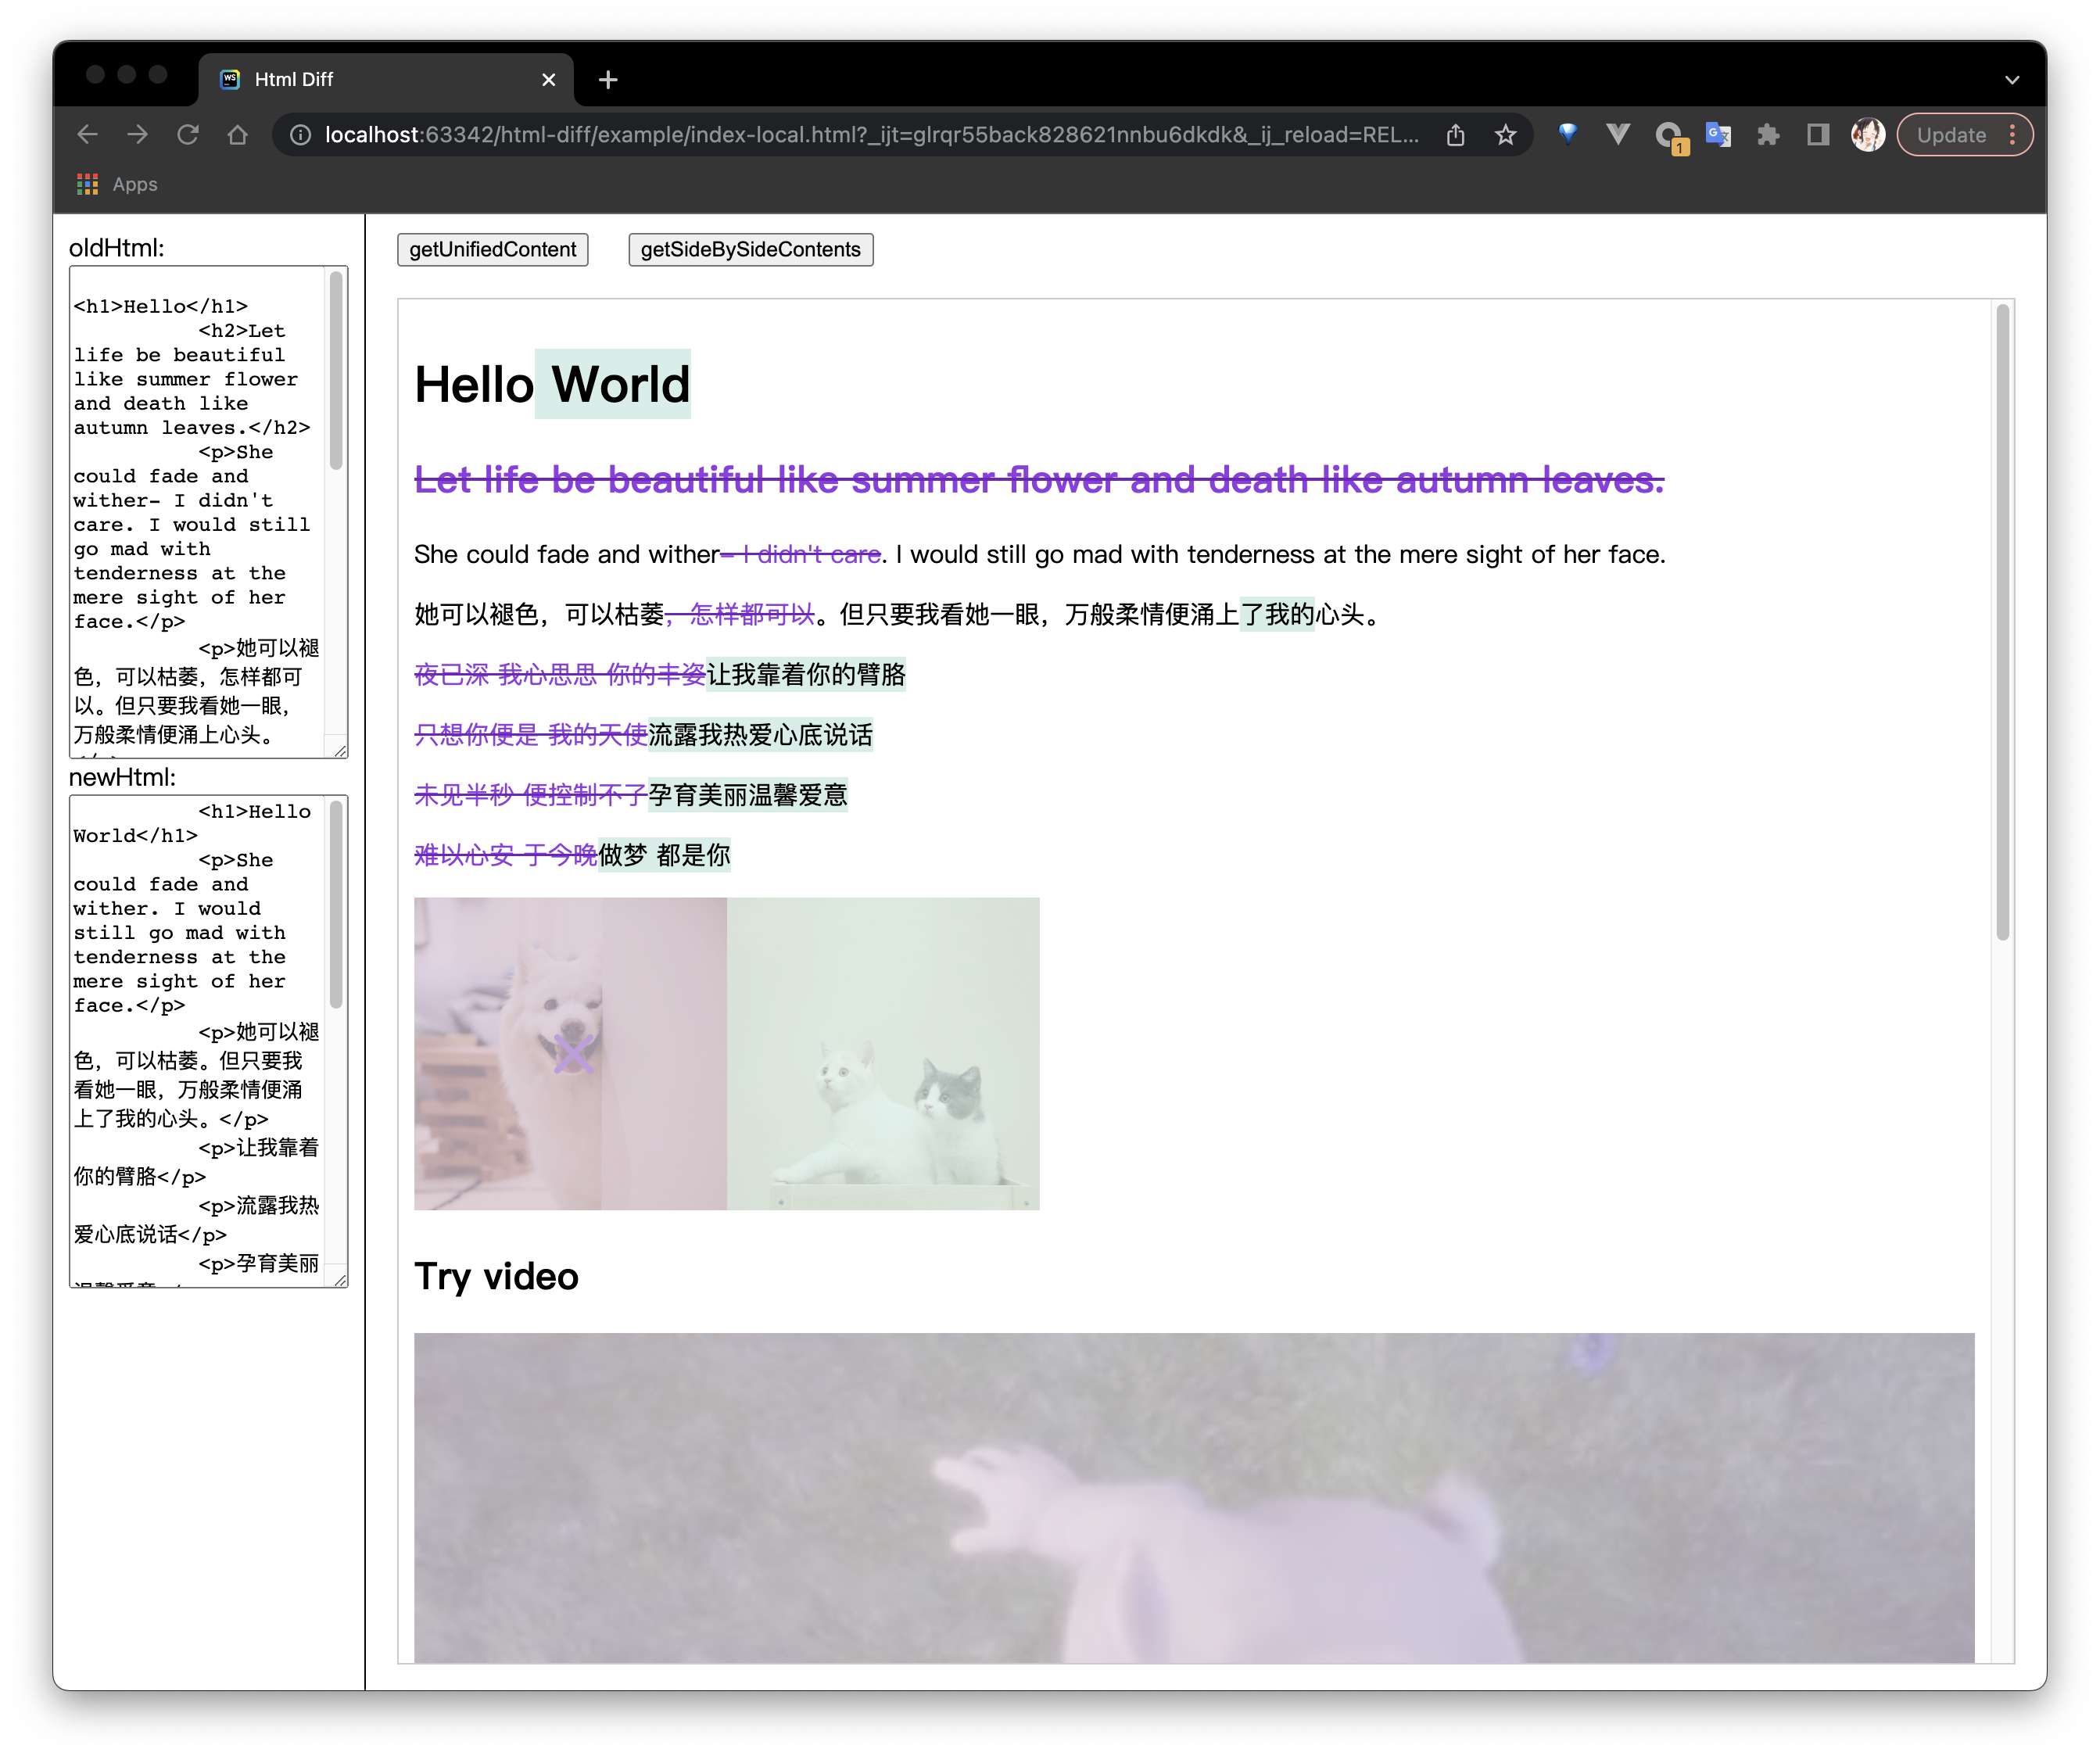 Html Diff
localhost:63342/html-diff/example/index-local.html?_ijt=glrqr55back828621nnbu6dkdk&_ij_reload=REL...
1
Update
Apps
oldHtml:
<h1>Hello</h1>
<h2>Let
life be beautiful
like summer flower
and death like
autumn leaves.</h2>
<p>She
could fade and
wither- I didn't
care. I would still
go mad with
tenderness at the
mere sight of her
face.</p>
<p>她可以褪
色，可以枯萎，怎样都可
以。但只要我看她一眼，
万般柔情便涌上心头。
newHtml:
<h1>Hello
World</h1>
<p>She
could fade and
wither. I would
still go mad with
tenderness at the
mere sight of her
face.</p>
<p>她可以褪
色，可以枯萎。但只要我
看她一眼，万般柔情便涌
上了我的心头。</p>
<p>让我靠着
你的臂胳</p>
<p>流露我热
爱心底说话</p>
<p>孕育美丽
getUnifiedContent
getSideBySideContents
Hello World
Let life be beautiful like summer flower and death like autumn leaves.
She could fade and wither- I didn't care. I would still go mad with tenderness at the mere sight of her face.
她可以褪色，可以枯萎，怎样都可以。但只要我看她一眼，万般柔情便涌上了我的心头。
夜已深 我心思思 你的丰姿让我靠着你的臂胳
只想你便是 我的天使流露我热爱心底说话
未见半秒 便控制不了孕育美丽温馨爱意
难以心安 于今晚做梦 都是你
Try video